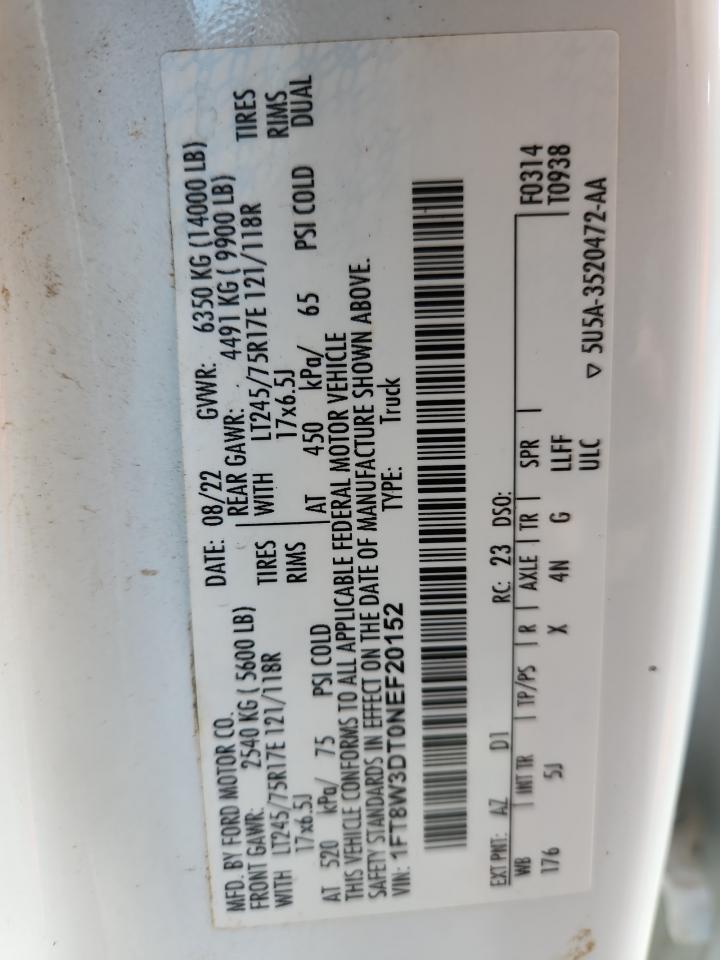 MFD. BY FORD MOTOR CO. DATE: 08/22 GVWR: 6350 KG (14000 LB)
FRONT GAWR: 2540 KG ( 5600 LB) REAR GAWR: 4491 KG ( 9900 LB)
WITH LT245/75R17E 121/118R TIRES WITH LT245/75R17E 121/118R TIRES
17x6.5J RIMS 17x6.5J RIMS
AT 520 kPa/ 75 PSI COLD AT 450 kPa/ 65 PSI COLD DUAL
THIS VEHICLE CONFORMS TO ALL APPLICABLE FEDERAL MOTOR VEHICLE
SAFETY STANDARDS IN EFFECT ON THE DATE OF MANUFACTURE SHOWN ABOVE.
VIN: 1FT8W3DT0NEF20152 TYPE: Truck
EXT PNT: AZ D1 RC: 23 DSO: F0314
WB INT TR TP/PS R AXLE TR SPR T0938
176 5J X 4N G LLFF
ULC ▽ 5U5A-3520472-AA